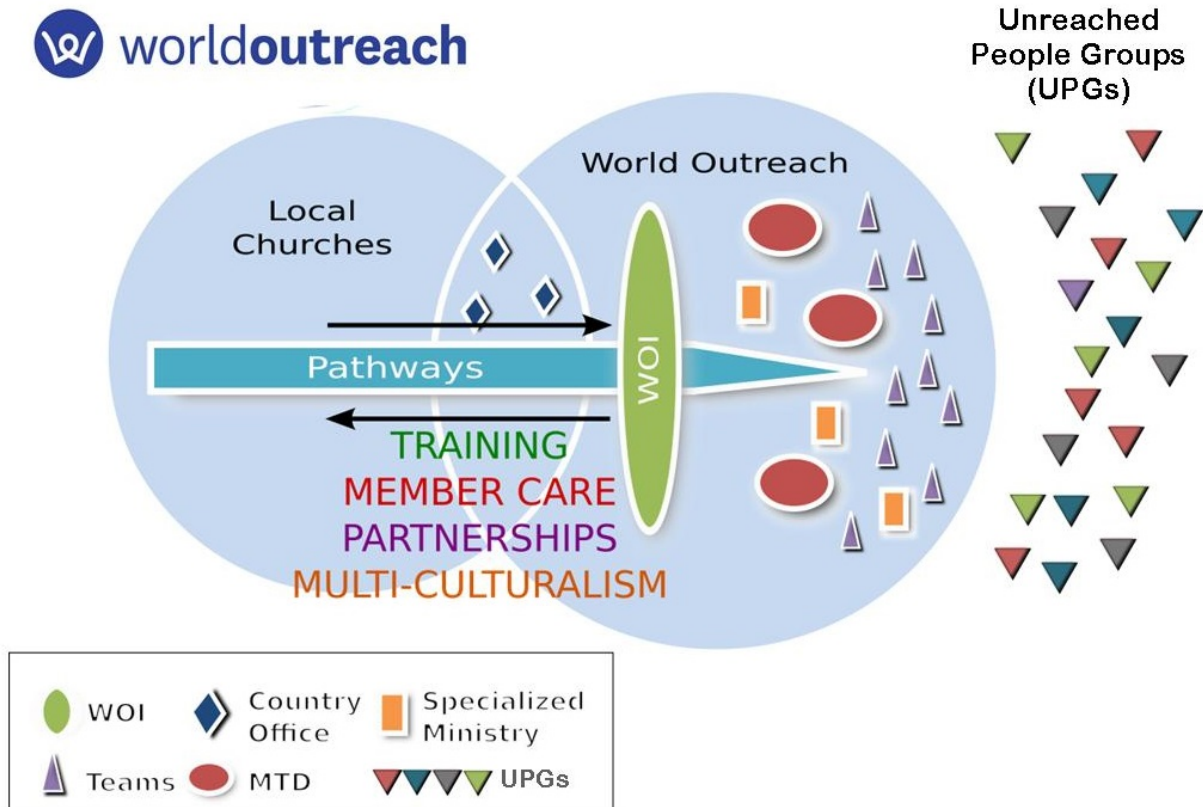 worldoutreach
Unreached
People Groups
(UPGs)
World Outreach
Local
Churches
Pathways
WOI
TRAINING
MEMBER CARE
PARTNERSHIPS
MULTI-CULTURALISM
WOI
Country
Office
Specialized
Ministry
Teams
MTD
UPGs